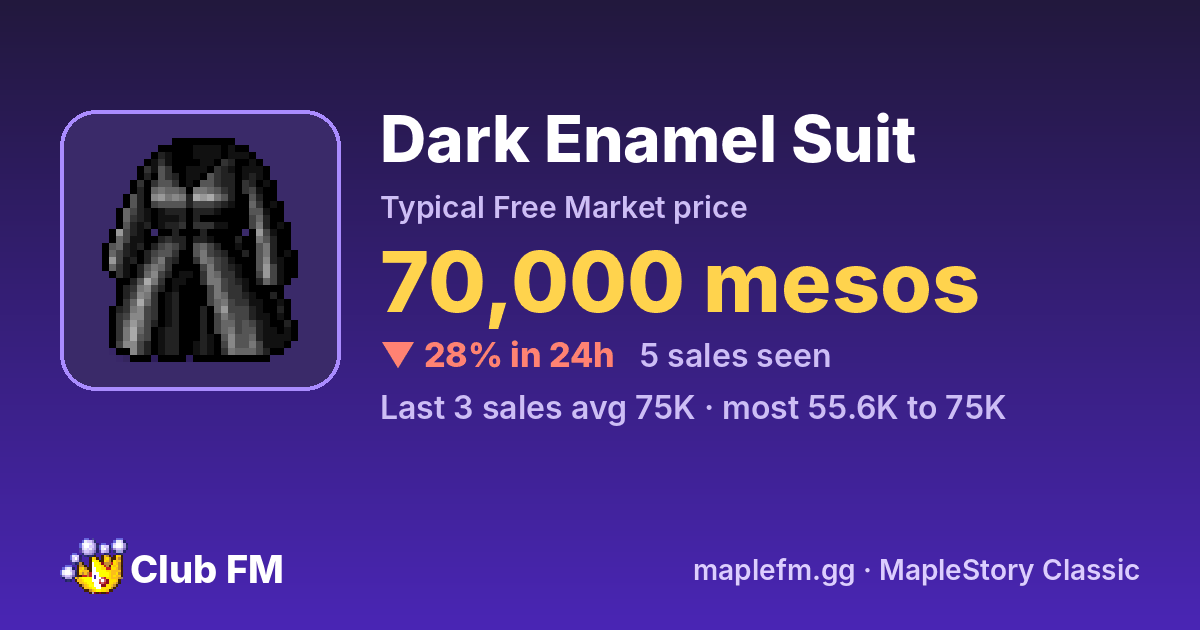 Dark Enamel Suit
Typical Free Market price
70,000 mesos
▼ 28% in 24h 5 sales seen
Last 3 sales avg 75K · most 55.6K to 75K
Club FM
maplefm.gg · MapleStory Classic